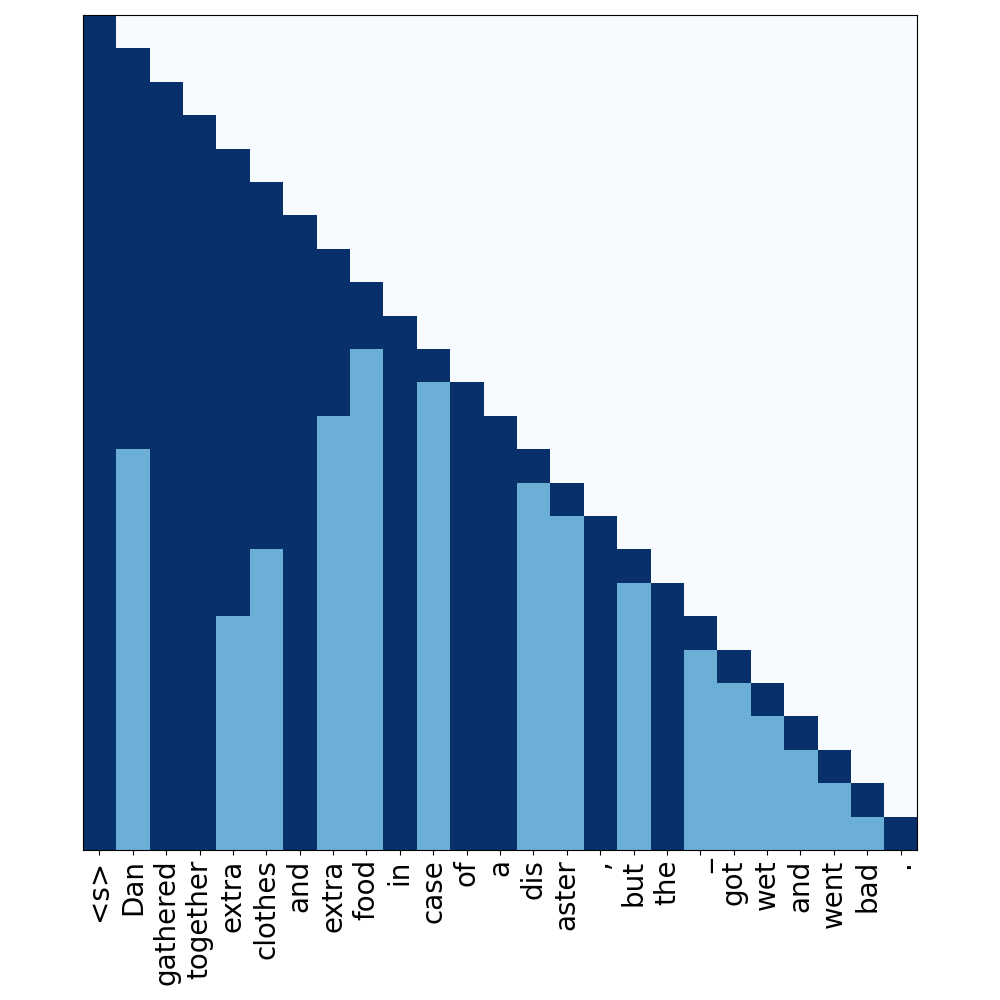 <s>
Dan
gathered
together
extra
clothes
and
extra
food
in
case
of
a
dis
aster
,
but
the
_
got
wet
and
went
bad
.